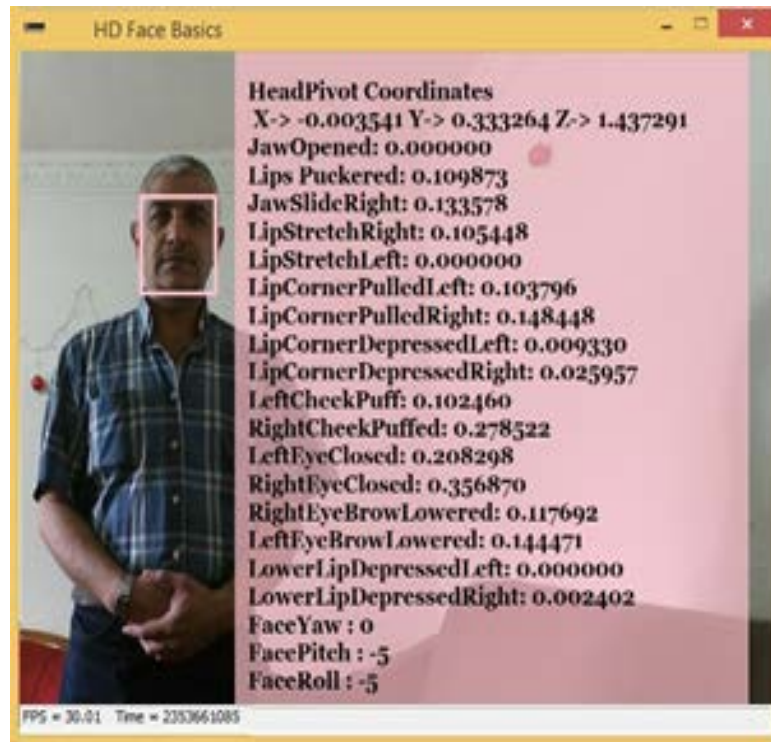 HD Face Basics
HeadPivot Coordinates
X-> -0.003541 Y-> 0.333264 Z-> 1.437291
JawOpened: 0.000000
Lips Puckered: 0.109873
JawSlideRight: 0.133578
LipStretchRight: 0.105448
LipStretchLeft: 0.000000
LipCornerPulledLeft: 0.103796
LipCornerPulledRight: 0.148448
LipCornerDepressedLeft: 0.009330
LipCornerDepressedRight: 0.025957
LeftCheekPuff: 0.102460
RightCheekPuffed: 0.278522
LeftEyeClosed: 0.208298
RightEyeClosed: 0.356870
RightEyeBrowLowered: 0.117692
LeftEyeBrowLowered: 0.144471
LowerLipDepressedLeft: 0.000000
LowerLipDepressedRight: 0.002402
FaceYaw : 0
FacePitch : -5
FaceRoll : -5
FPS = 30.01 Time = 2353661085